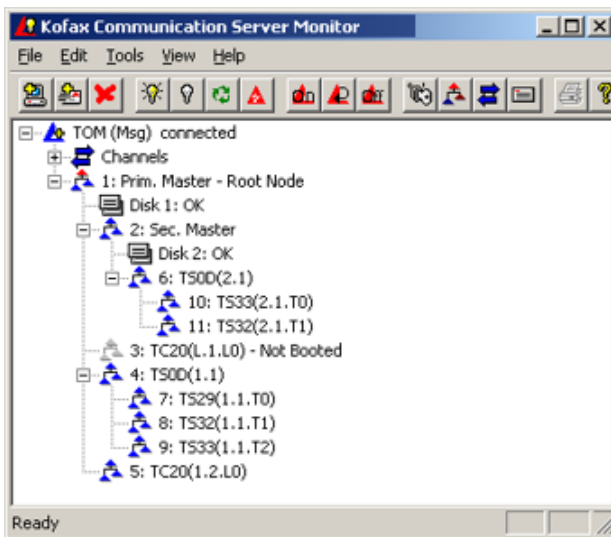 Kofax Communication Server Monitor
File Edit Tools View Help
TOM (Msg) connected
Channels
1: Prim. Master - Root Node
Disk 1: OK
2: Sec. Master
Disk 2: OK
6: TS0D(2.1)
10: TS33(2.1.T0)
11: TS32(2.1.T1)
3: TC20(L.1.L0) - Not Booted
4: TS0D(1.1)
7: TS29(1.1.T0)
8: TS32(1.1.T1)
9: TS33(1.1.T2)
5: TC20(1.2.L0)
Ready